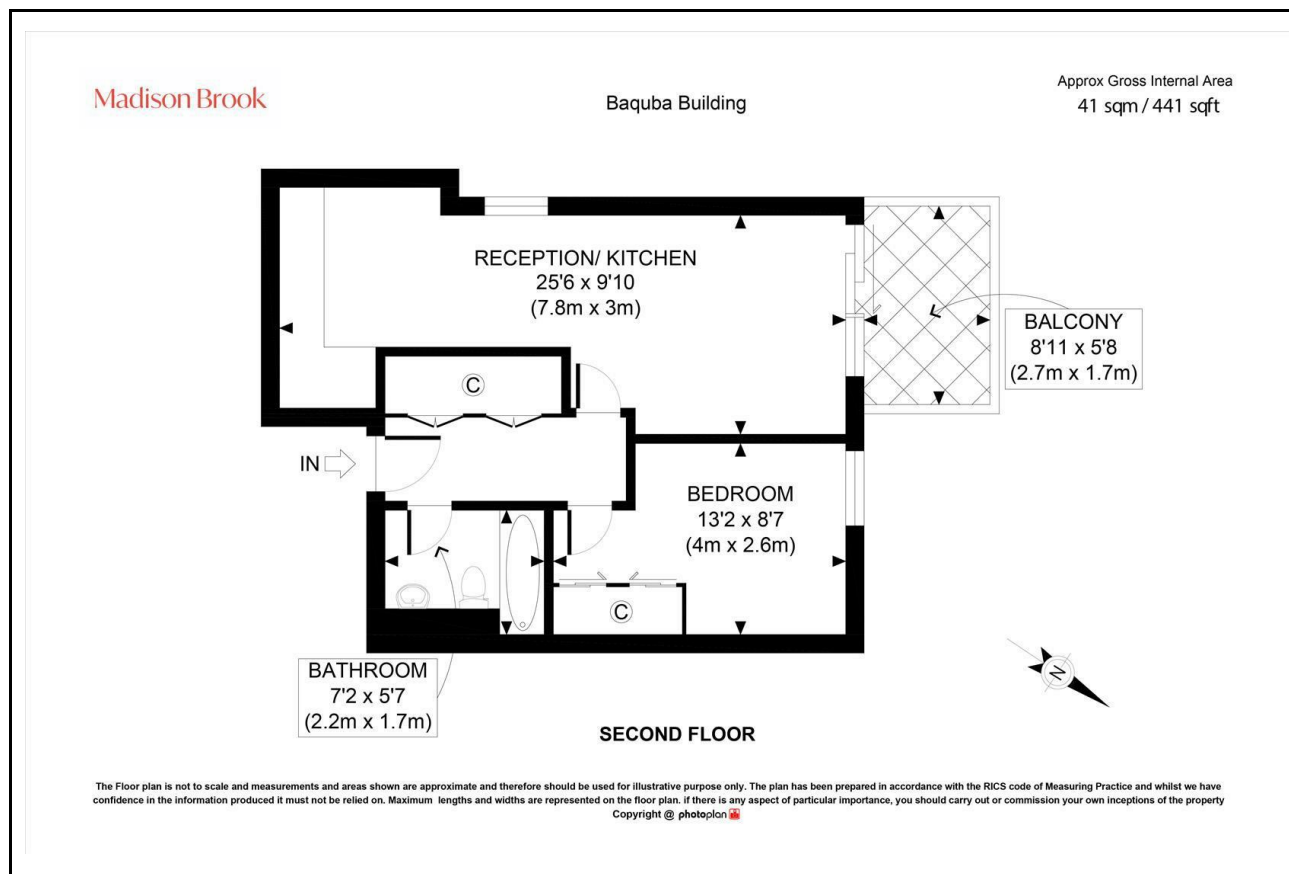 Madison Brook
Baquba Building
Approx Gross Internal Area
41 sqm / 441 sqft
RECEPTION/ KITCHEN
25'6 x 9'10
(7.8m x 3m)
BALCONY
8'11 x 5'8
(2.7m x 1.7m)
C
IN
BEDROOM
13'2 x 8'7
(4m x 2.6m)
C
BATHROOM
7'2 x 5'7
(2.2m x 1.7m)
N
SECOND FLOOR
The Floor plan is not to scale and measurements and areas shown are approximate and therefore should be used for illustrative purpose only. The plan has been prepared in accordance with the RICS code of Measuring Practice and whilst we have
confidence in the information produced it must not be relied on. Maximum lengths and widths are represented on the floor plan. if there is any aspect of particular importance, you should carry out or commission your own inceptions of the property
Copyright @ photoplan